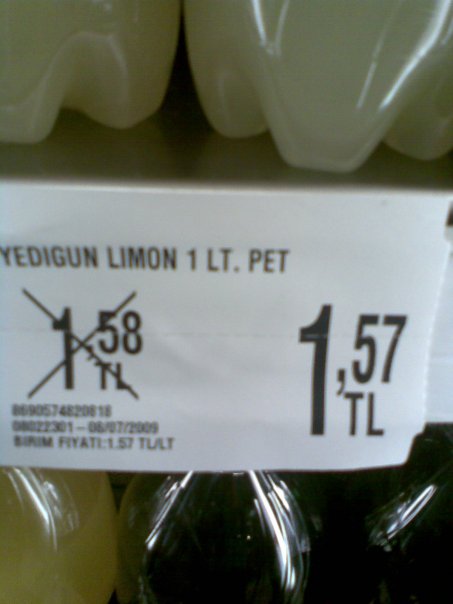 YEDIGUN LIMON 1 LT. PET
1,58 TL
1,57 TL
8690574820818
08022301 - 08/07/2009
BIRIM FIYATI:1.57 TL/LT